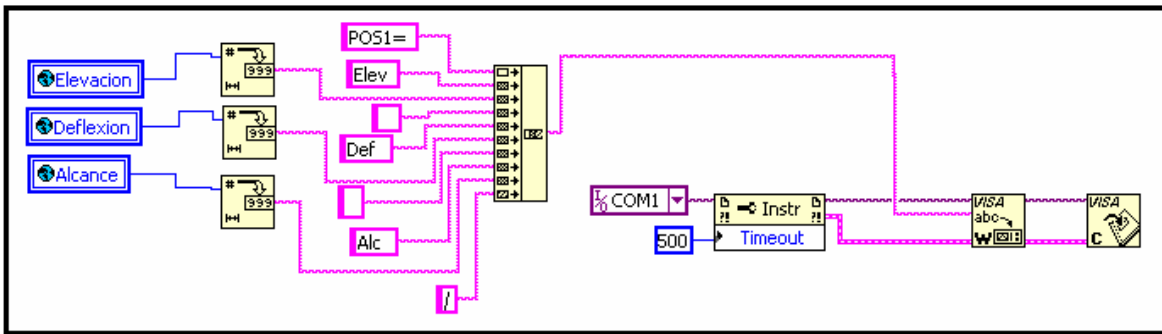 Elevacion
Deflexion
Alcance
#
999
#
999
#
999
POS1=
Elev
Def
Alc
/
I/O COM1
?! Instr ?!
500
Timeout
VISA
abc
W
VISA
C